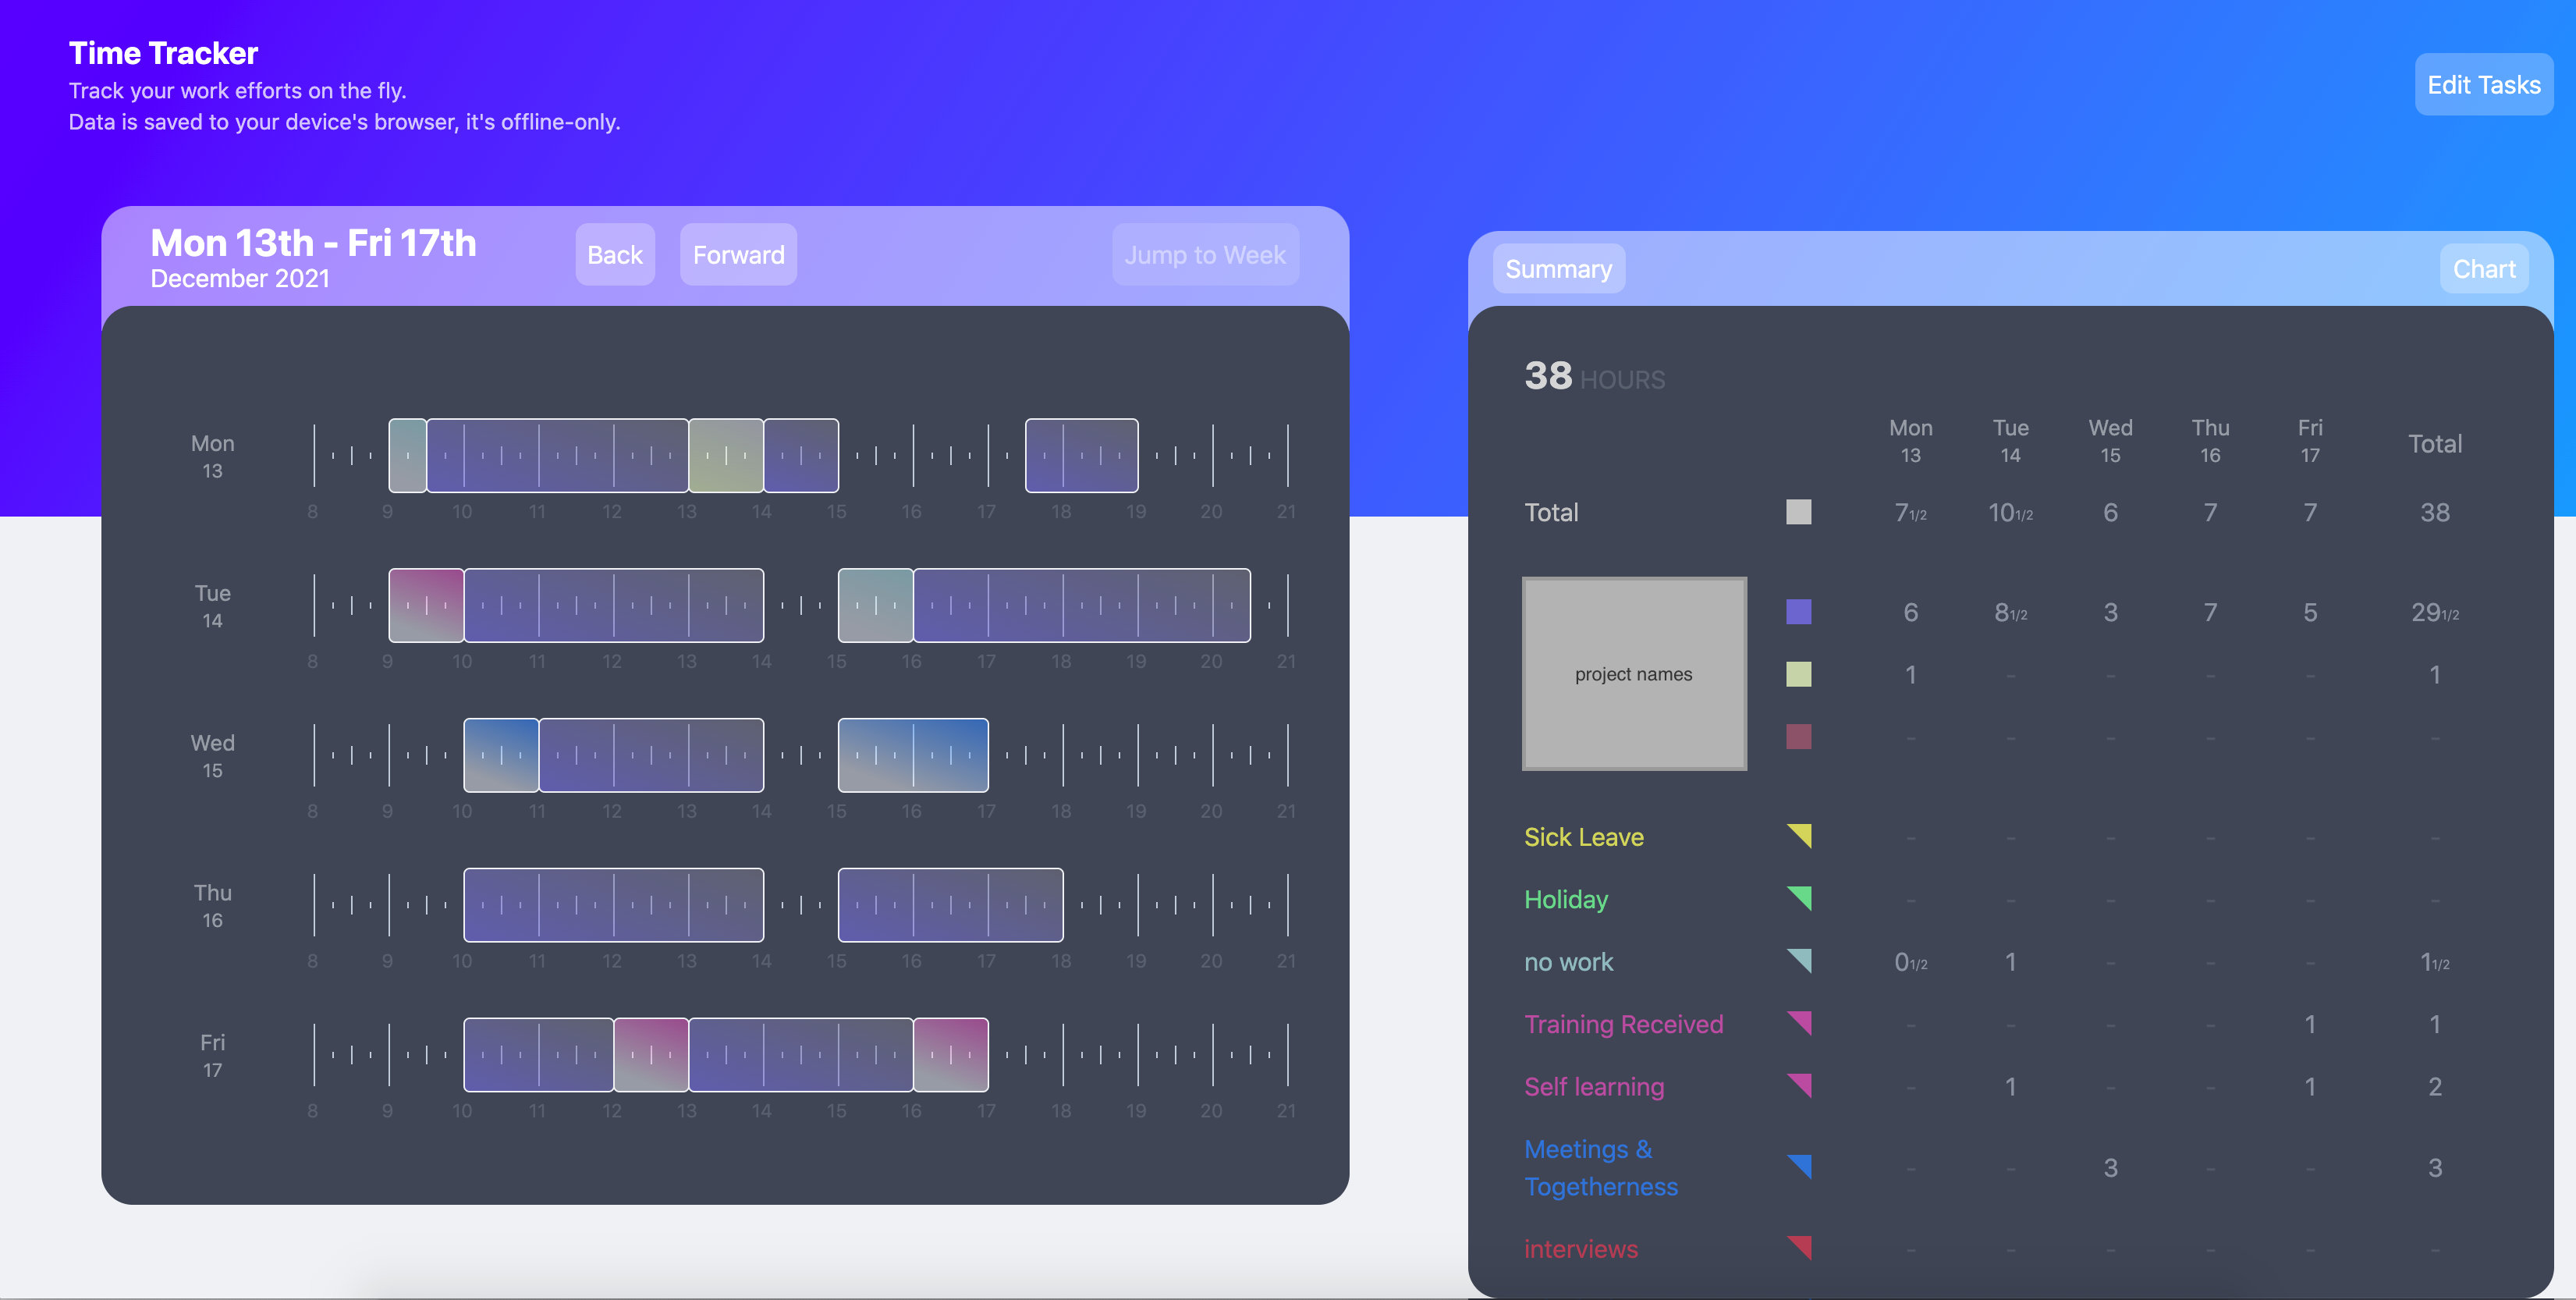 Time Tracker
Track your work efforts on the fly.
Data is saved to your device's browser, it's offline-only.
Edit Tasks
Mon 13th - Fri 17th
December 2021
Back
Forward
Jump to Week
Mon
13
8 9 10 11 12 13 14 15 16 17 18 19 20 21
Tue
14
8 9 10 11 12 13 14 15 16 17 18 19 20 21
Wed
15
8 9 10 11 12 13 14 15 16 17 18 19 20 21
Thu
16
8 9 10 11 12 13 14 15 16 17 18 19 20 21
Fri
17
8 9 10 11 12 13 14 15 16 17 18 19 20 21
Summary
Chart
38 HOURS
Mon Tue Wed Thu Fri Total
13 14 15 16 17
Total 7 1/2 10 1/2 6 7 7 38
6 8 1/2 3 7 5 29 1/2
project names 1 - - - - 1
- - - - - -
Sick Leave - - - - - -
Holiday - - - - - -
no work 0 1/2 1 - - - 1 1/2
Training Received - - - - 1 1
Self learning - 1 - - 1 2
Meetings &
Togetherness - - 3 - - 3
interviews - - - - - -